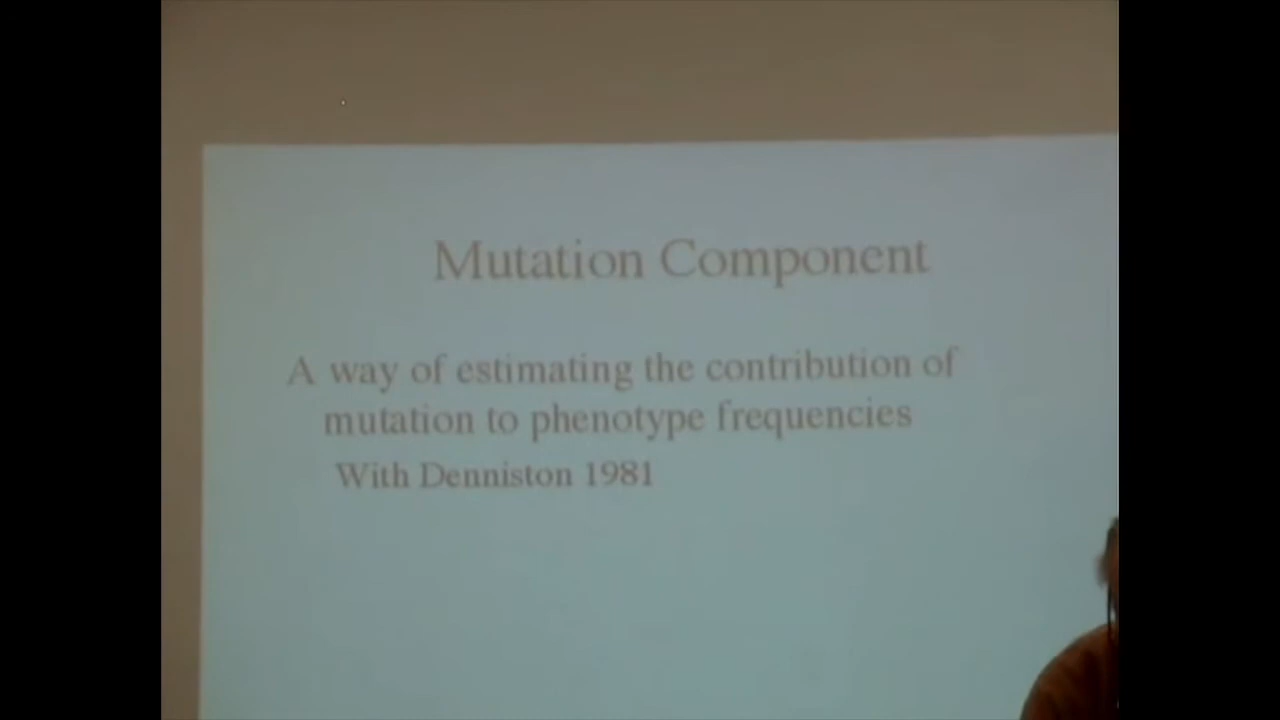 Mutation Component
A way of estimating the contribution of
mutation to phenotype frequencies
With Denniston 1981